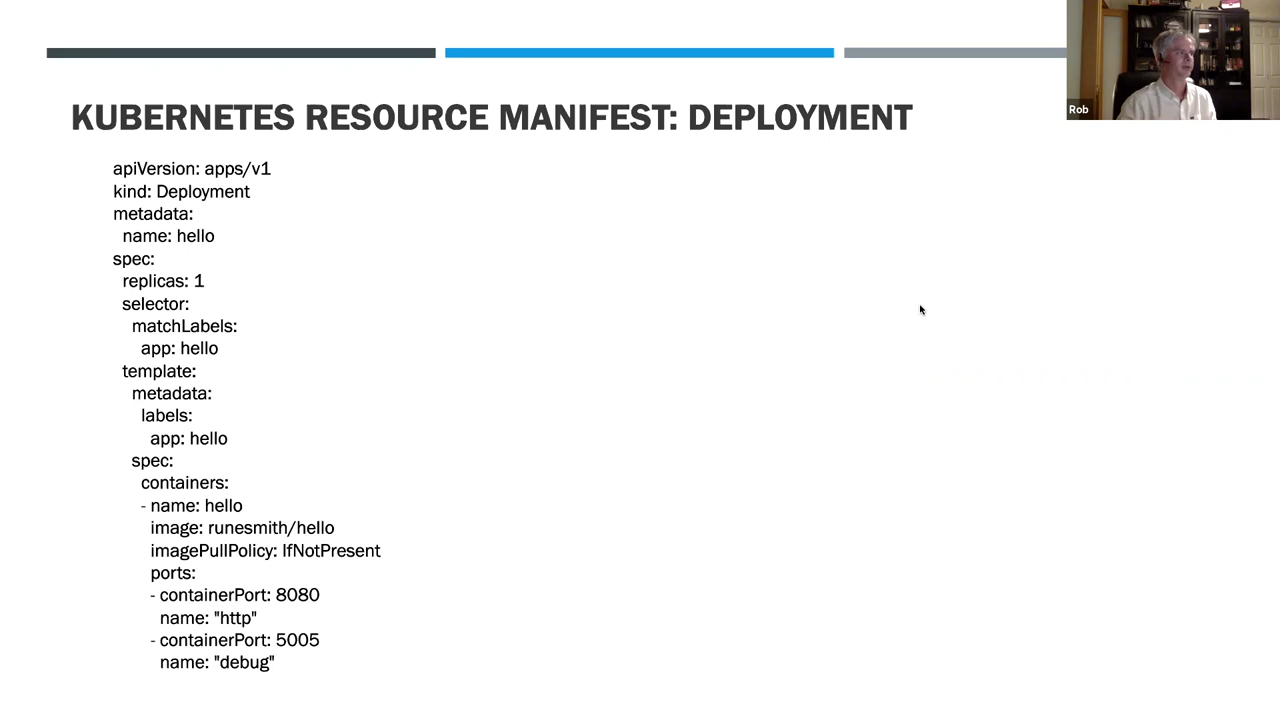 KUBERNETES RESOURCE MANIFEST: DEPLOYMENT
Rob
apiVersion: apps/v1
kind: Deployment
metadata:
  name: hello
spec:
  replicas: 1
  selector:
    matchLabels:
      app: hello
  template:
    metadata:
      labels:
        app: hello
    spec:
      containers:
      - name: hello
        image: runesmith/hello
        imagePullPolicy: IfNotPresent
        ports:
        - containerPort: 8080
          name: "http"
        - containerPort: 5005
          name: "debug"